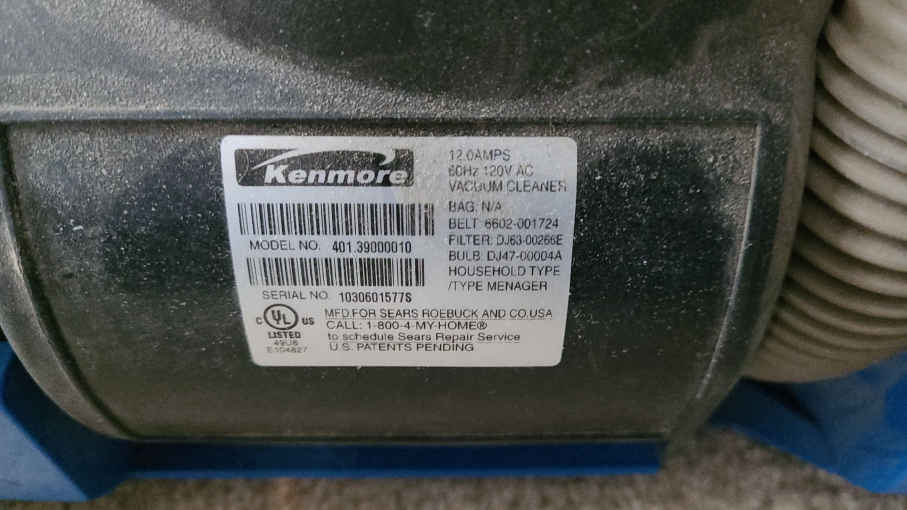 Kenmore
MODEL NO. 401.39000010
SERIAL NO. 1030601577S
C UL US
LISTED
49U8
E104827
12.0AMPS
60Hz 120V AC
VACUUM CLEANER
BAG: N/A
BELT: 6602-001724
FILTER: DJ63-00266E
BULB: DJ47-00004A
HOUSEHOLD TYPE
/TYPE MENAGER
MFD.FOR SEARS ROEBUCK AND CO.USA
CALL: 1-800-4-MY-HOME®
to schedule Sears Repair Service
U.S. PATENTS PENDING